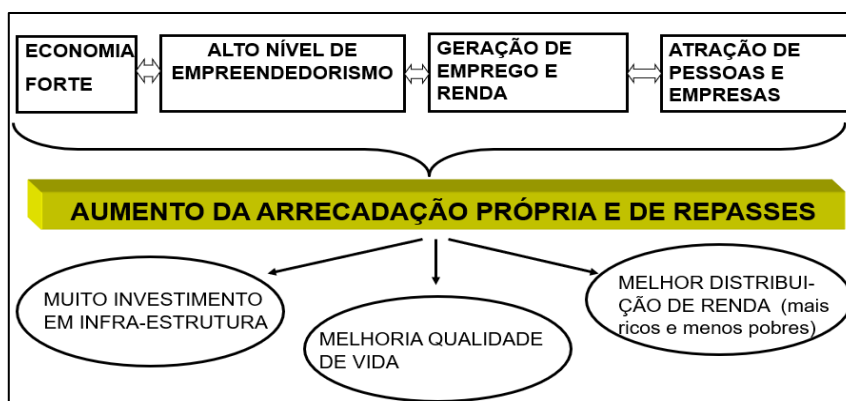 ECONOMIA
FORTE
ALTO NÍVEL DE
EMPREENDEDORISMO
GERAÇÃO DE
EMPREGO E
RENDA
ATRAÇÃO DE
PESSOAS E
EMPRESAS
AUMENTO DA ARRECADAÇÃO PRÓPRIA E DE REPASSES
MUITO INVESTIMENTO
EM INFRA-ESTRUTURA
MELHORIA QUALIDADE
DE VIDA
MELHOR DISTRIBUI-
ÇÃO DE RENDA (mais
ricos e menos pobres)